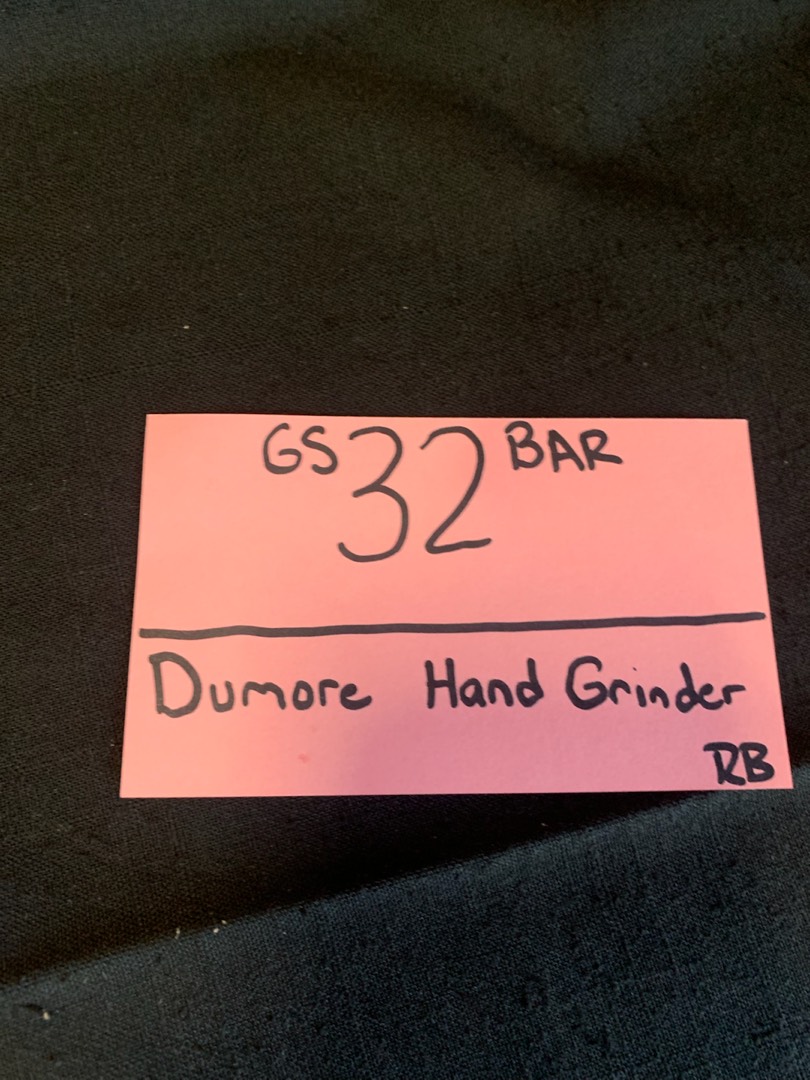 GS 32 BAR
Dumore Hand Grinder
RB